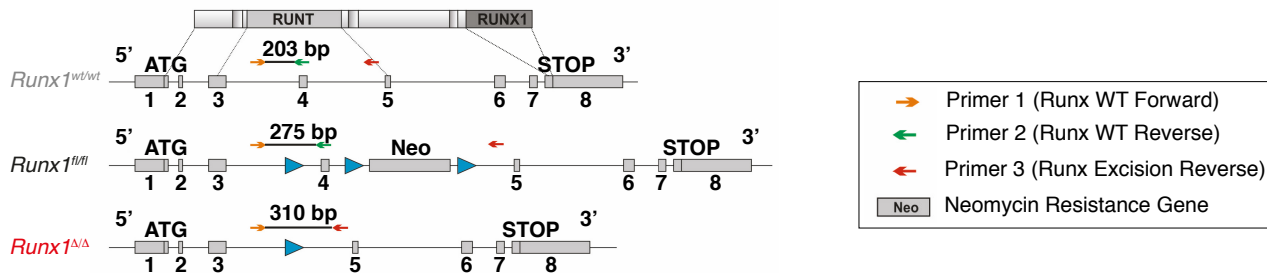 RUNT RUNX1
5’ ATG 203 bp STOP 3’
Runx1wt/wt
1 2 3 4 5 6 7 8
5’ ATG 275 bp Neo STOP 3’
Runx1fl/fl
1 2 3 4 5 6 7 8
5’ ATG 310 bp STOP 3’
Runx1Δ/Δ
1 2 3 5 6 7 8
Primer 1 (Runx WT Forward)
Primer 2 (Runx WT Reverse)
Primer 3 (Runx Excision Reverse)
Neo Neomycin Resistance Gene